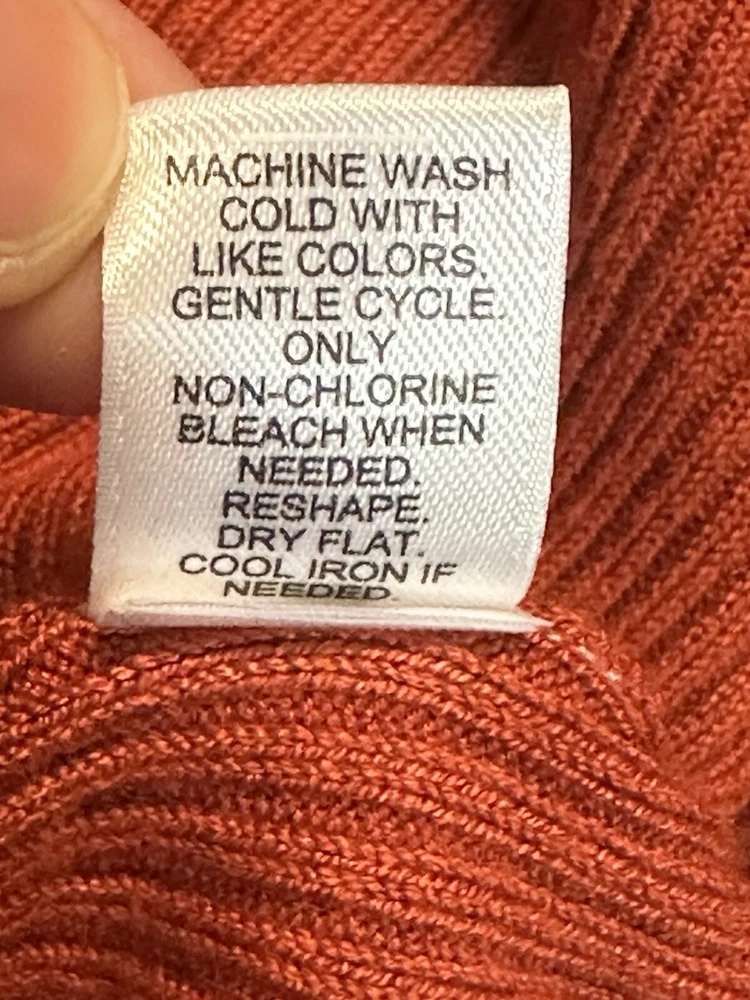 MACHINE WASH
COLD WITH
LIKE COLORS.
GENTLE CYCLE.
ONLY
NON-CHLORINE
BLEACH WHEN
NEEDED.
RESHAPE.
DRY FLAT.
COOL IRON IF
NEEDED.